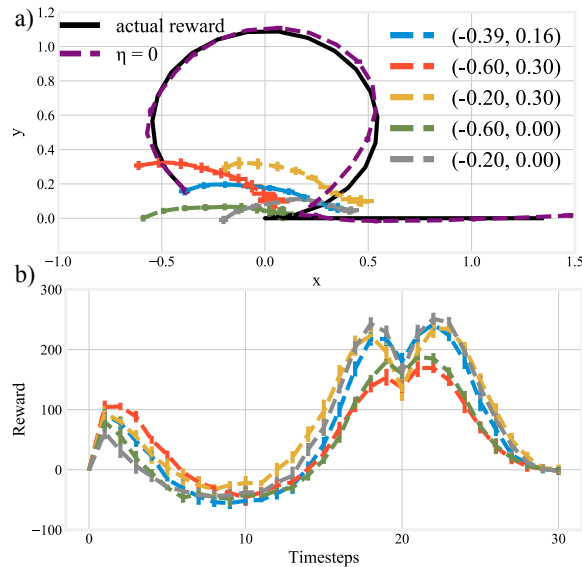 a)
actual reward
η = 0
(-0.39, 0.16)
(-0.60, 0.30)
(-0.20, 0.30)
(-0.60, 0.00)
(-0.20, 0.00)
1.2
1.0
0.8
0.6
0.4
0.2
0.0
y
−1.0 −0.5 0.0 0.5 1.0 1.5
x
b)
300
200
100
0
−100
Reward
0 10 20 30
Timesteps